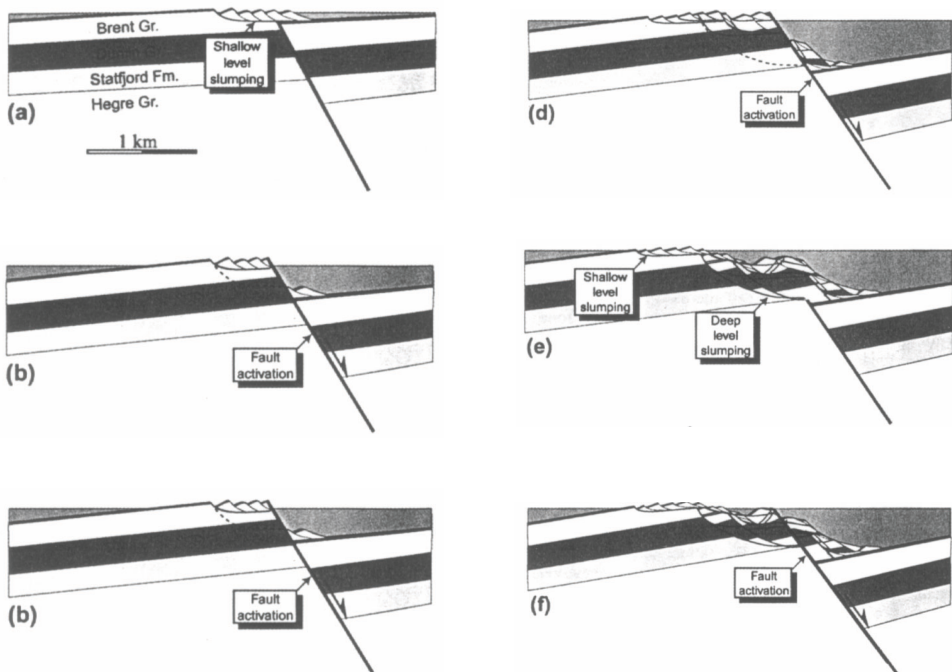 Brent Gr.
Statfjord Fm.
Hegre Gr.
Shallow
level
slumping
(a)
1 km
Fault
activation
(b)
Fault
activation
(b)
Fault
activation
(d)
Shallow
level
slumping
Deep
level
slumping
(e)
Fault
activation
(f)